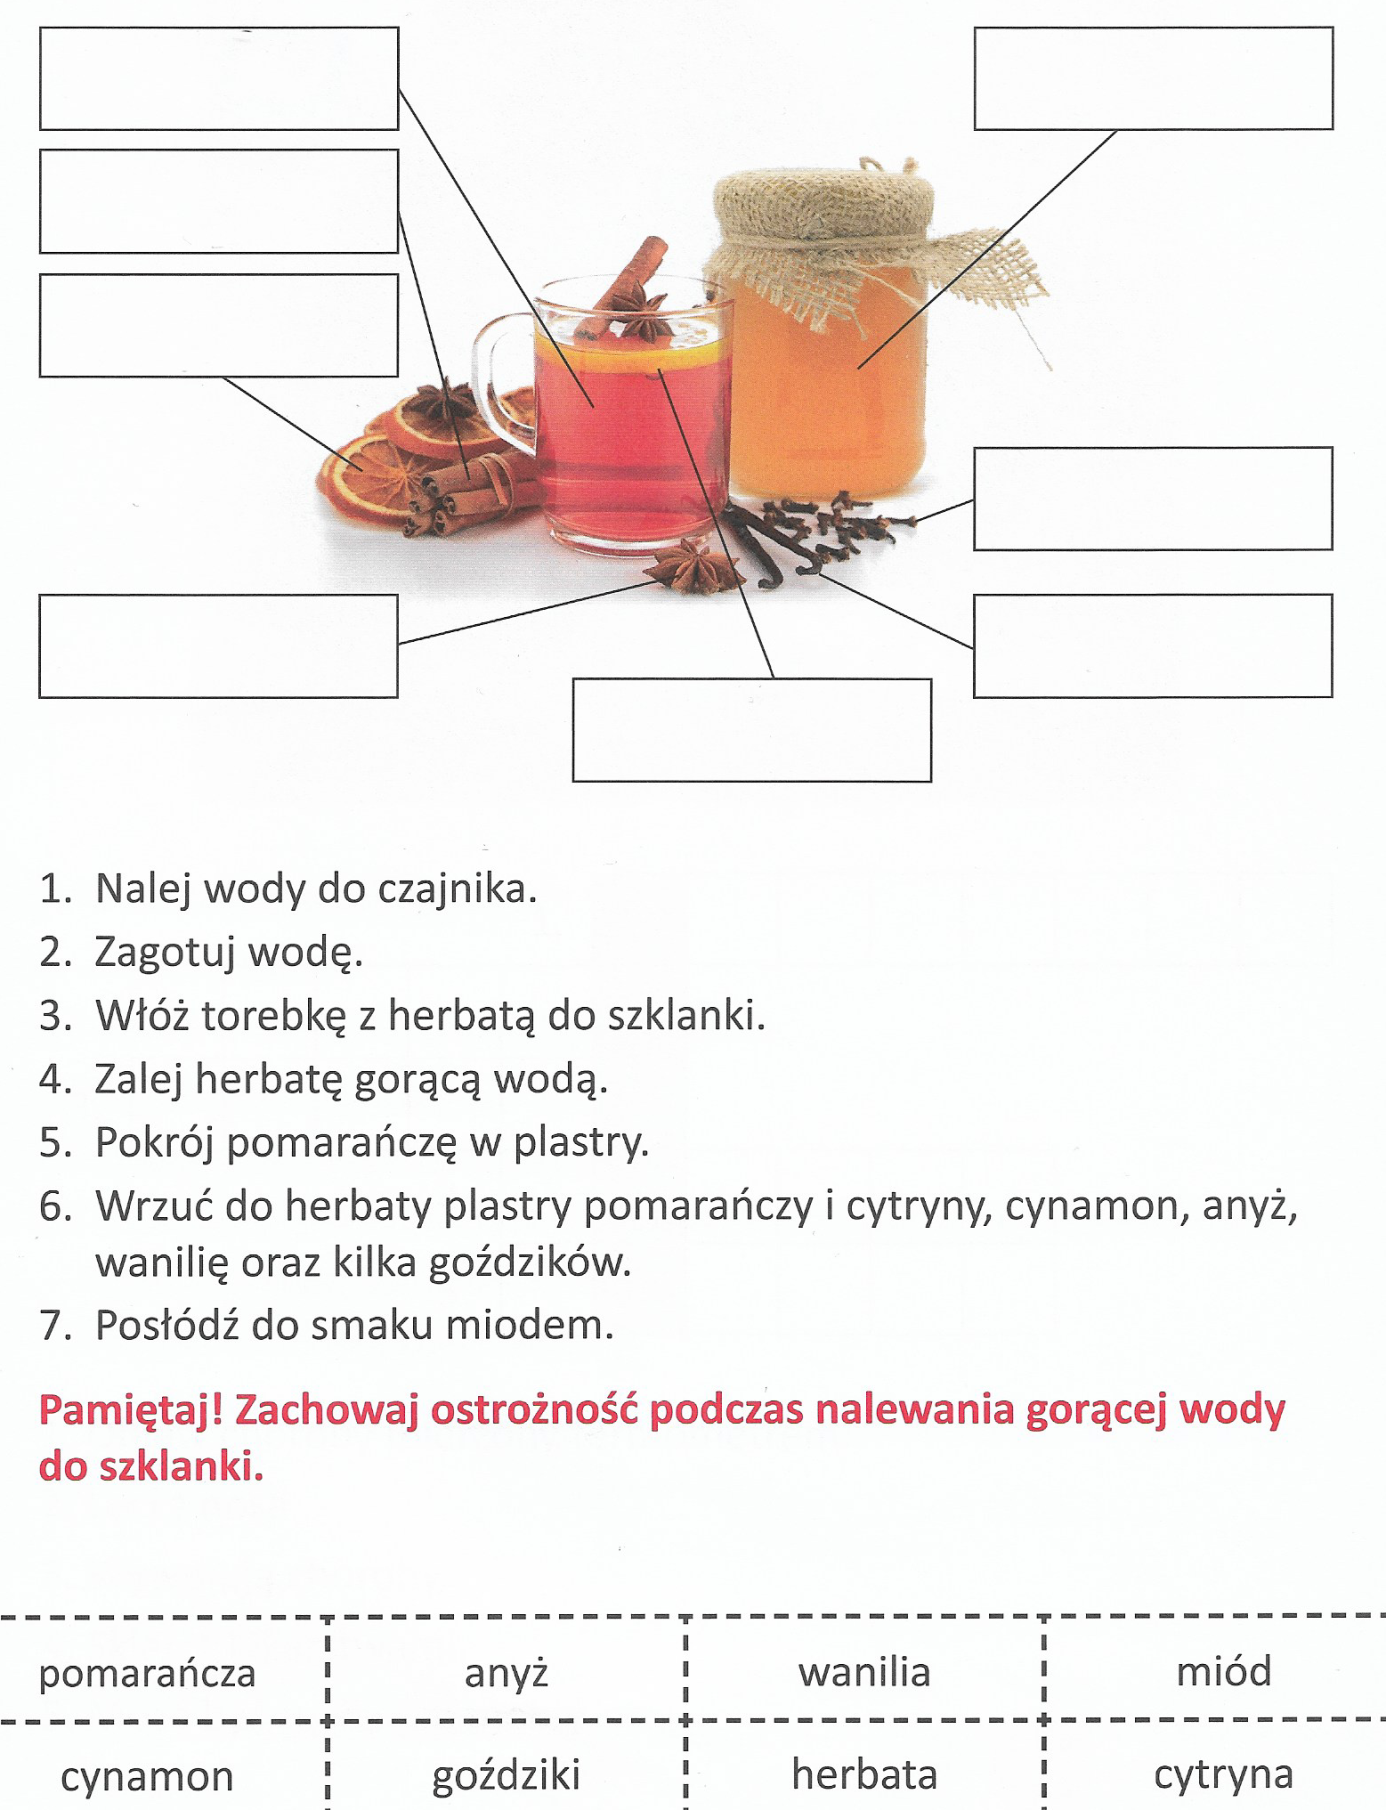 1. Nalej wody do czajnika.
2. Zagotuj wodę.
3. Włóż torebkę z herbatą do szklanki.
4. Zalej herbatę gorącą wodą.
5. Pokrój pomarańczę w plastry.
6. Wrzuć do herbaty plastry pomarańczy i cytryny, cynamon, anyż,
wanilię oraz kilka goździków.
7. Posłódź do smaku miodem.
Pamiętaj! Zachowaj ostrożność podczas nalewania gorącej wody
do szklanki.
pomarańcza anyż wanilia miód
cynamon goździki herbata cytryna